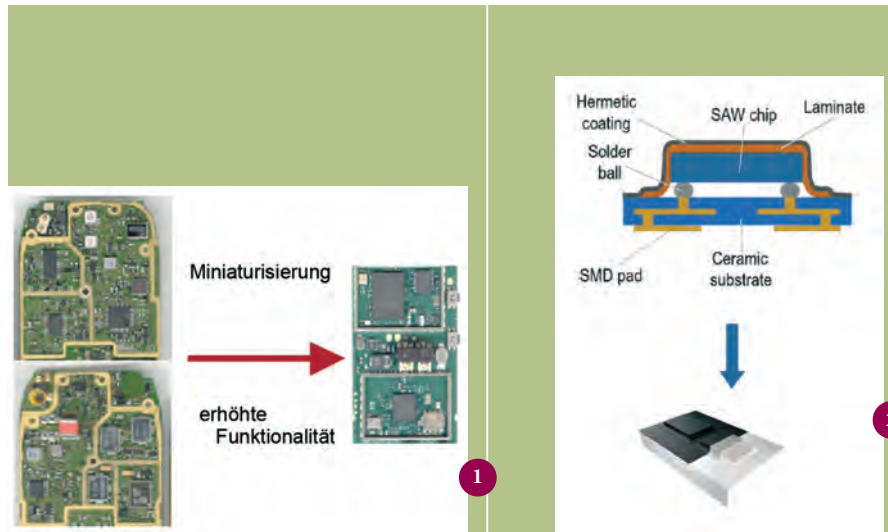 Miniaturisierung
erhöhte
Funktionalität
1
Hermetic
coating
SAW chip
Laminate
Solder
ball
SMD pad
Ceramic
substrate